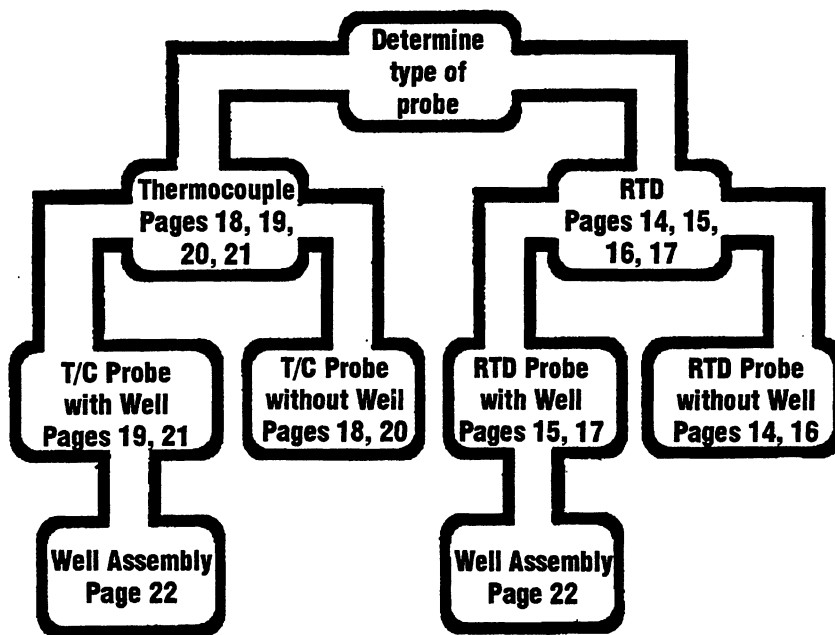 Determine
type of
probe
Thermocouple
Pages 18, 19,
20, 21
RTD
Pages 14, 15,
16, 17
T/C Probe
with Well
Pages 19, 21
T/C Probe
without Weil
Pages 18, 20
RTD Probe
with Well
Pages 15, 17
RTD Probe
without Well
Pages 14, 16
Well Assembly
Page 22
Well Assembly
Page 22